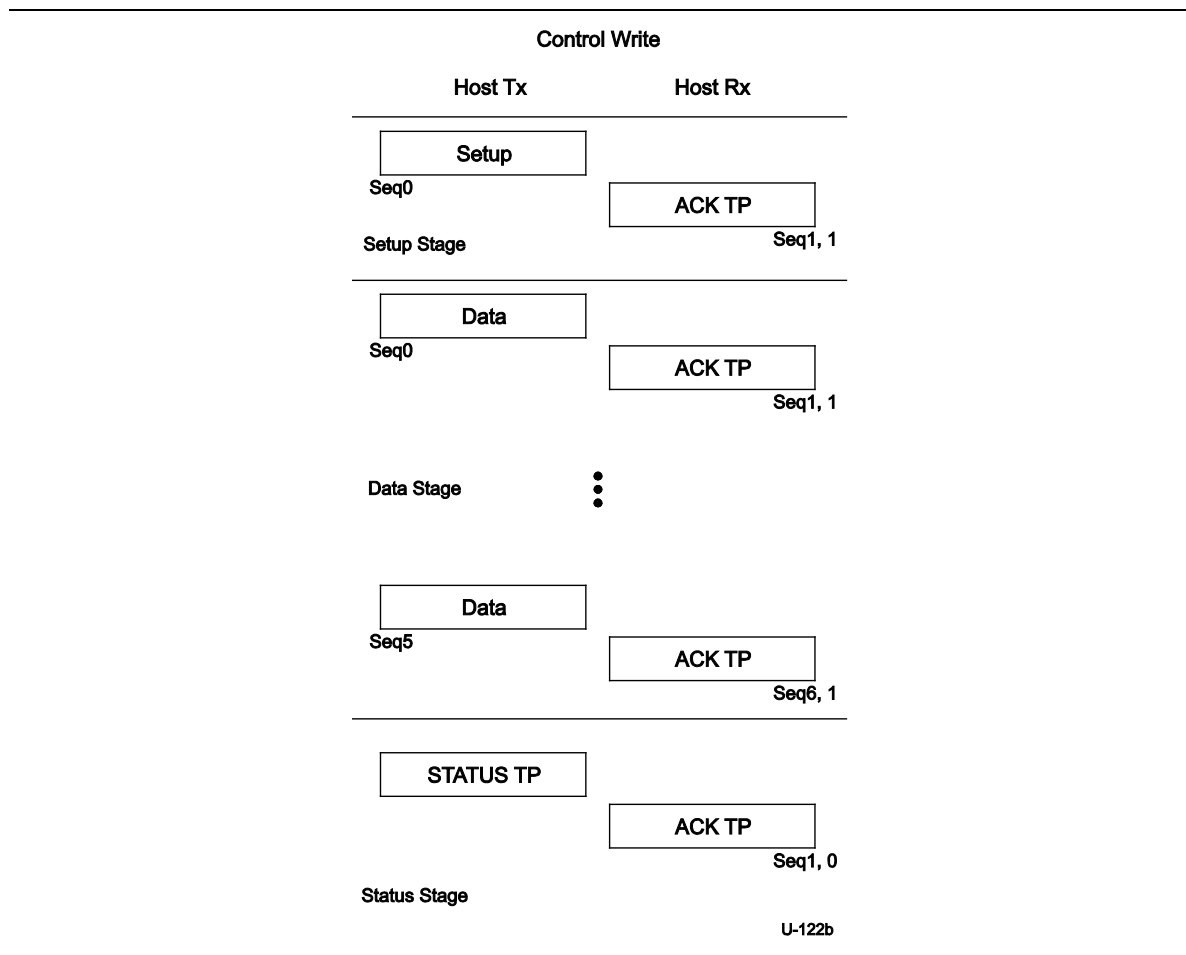 Control Write
Host Tx Host Rx
Setup
Seq0
ACK TP
Seq1, 1
Setup Stage
Data
Seq0
ACK TP
Seq1, 1
Data Stage
Data
Seq5
ACK TP
Seq6, 1
STATUS TP
ACK TP
Seq1, 0
Status Stage
U-122b